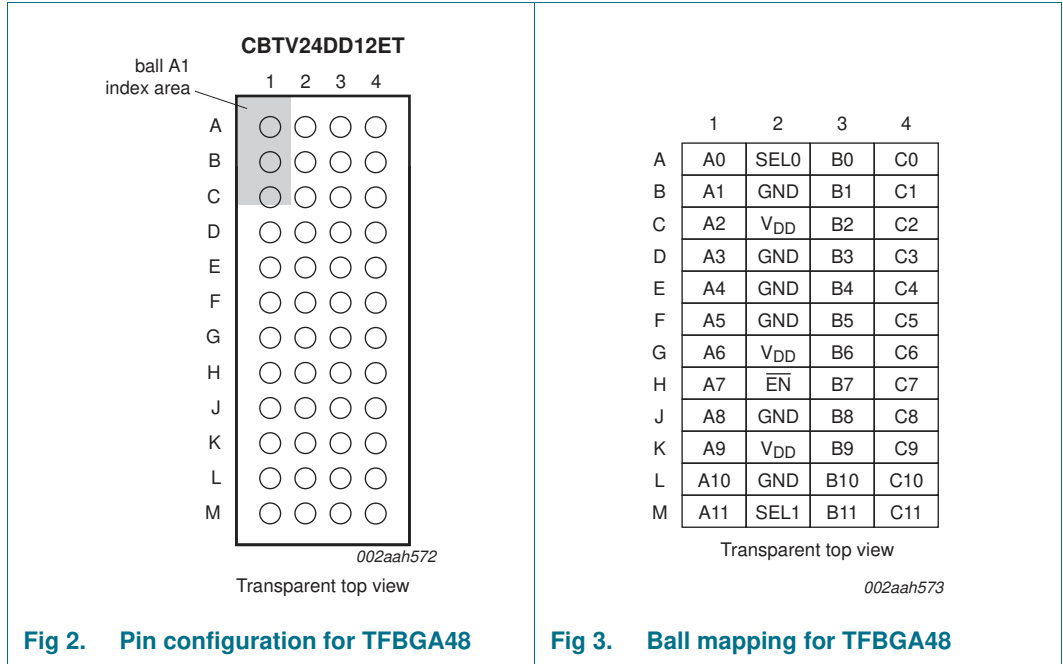 CBTV24DD12ET
ball A1
index area
1 2 3 4
A
B
C
D
E
F
G
H
J
K
L
M
002aah572
Transparent top view
Fig 2. Pin configuration for TFBGA48
1 2 3 4
A A0 SEL0 B0 C0
B A1 GND B1 C1
C A2 VDD B2 C2
D A3 GND B3 C3
E A4 GND B4 C4
F A5 GND B5 C5
G A6 VDD B6 C6
H A7 E̅N̅ B7 C7
J A8 GND B8 C8
K A9 VDD B9 C9
L A10 GND B10 C10
M A11 SEL1 B11 C11
Transparent top view
002aah573
Fig 3. Ball mapping for TFBGA48